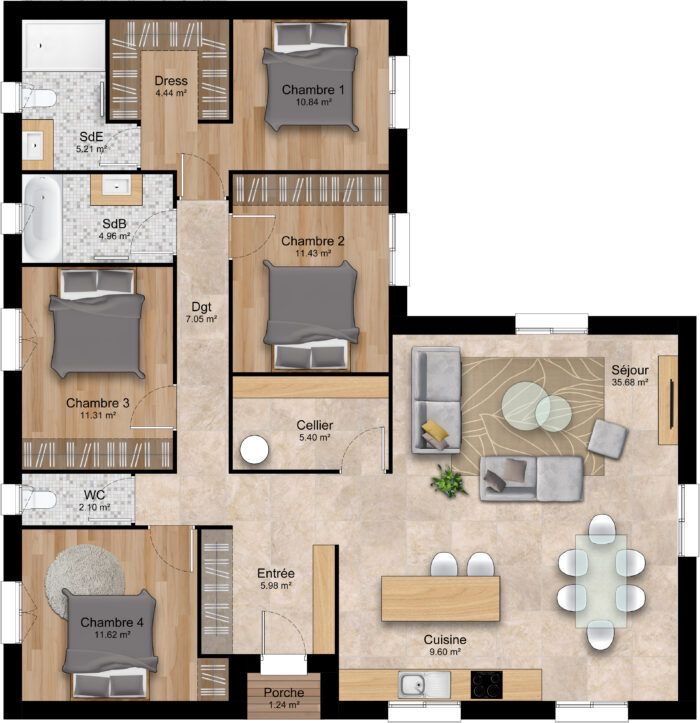 Dress
4.44 m²
Chambre 1
10.84 m²
SdE
5.21 m²
SdB
4.96 m²
Chambre 2
11.43 m²
Dgt
7.05 m²
Chambre 3
11.31 m²
Séjour
35.68 m²
Cellier
5.40 m²
WC
2.10 m²
Entrée
5.98 m²
Chambre 4
11.62 m²
Cuisine
9.60 m²
Porche
1.24 m²